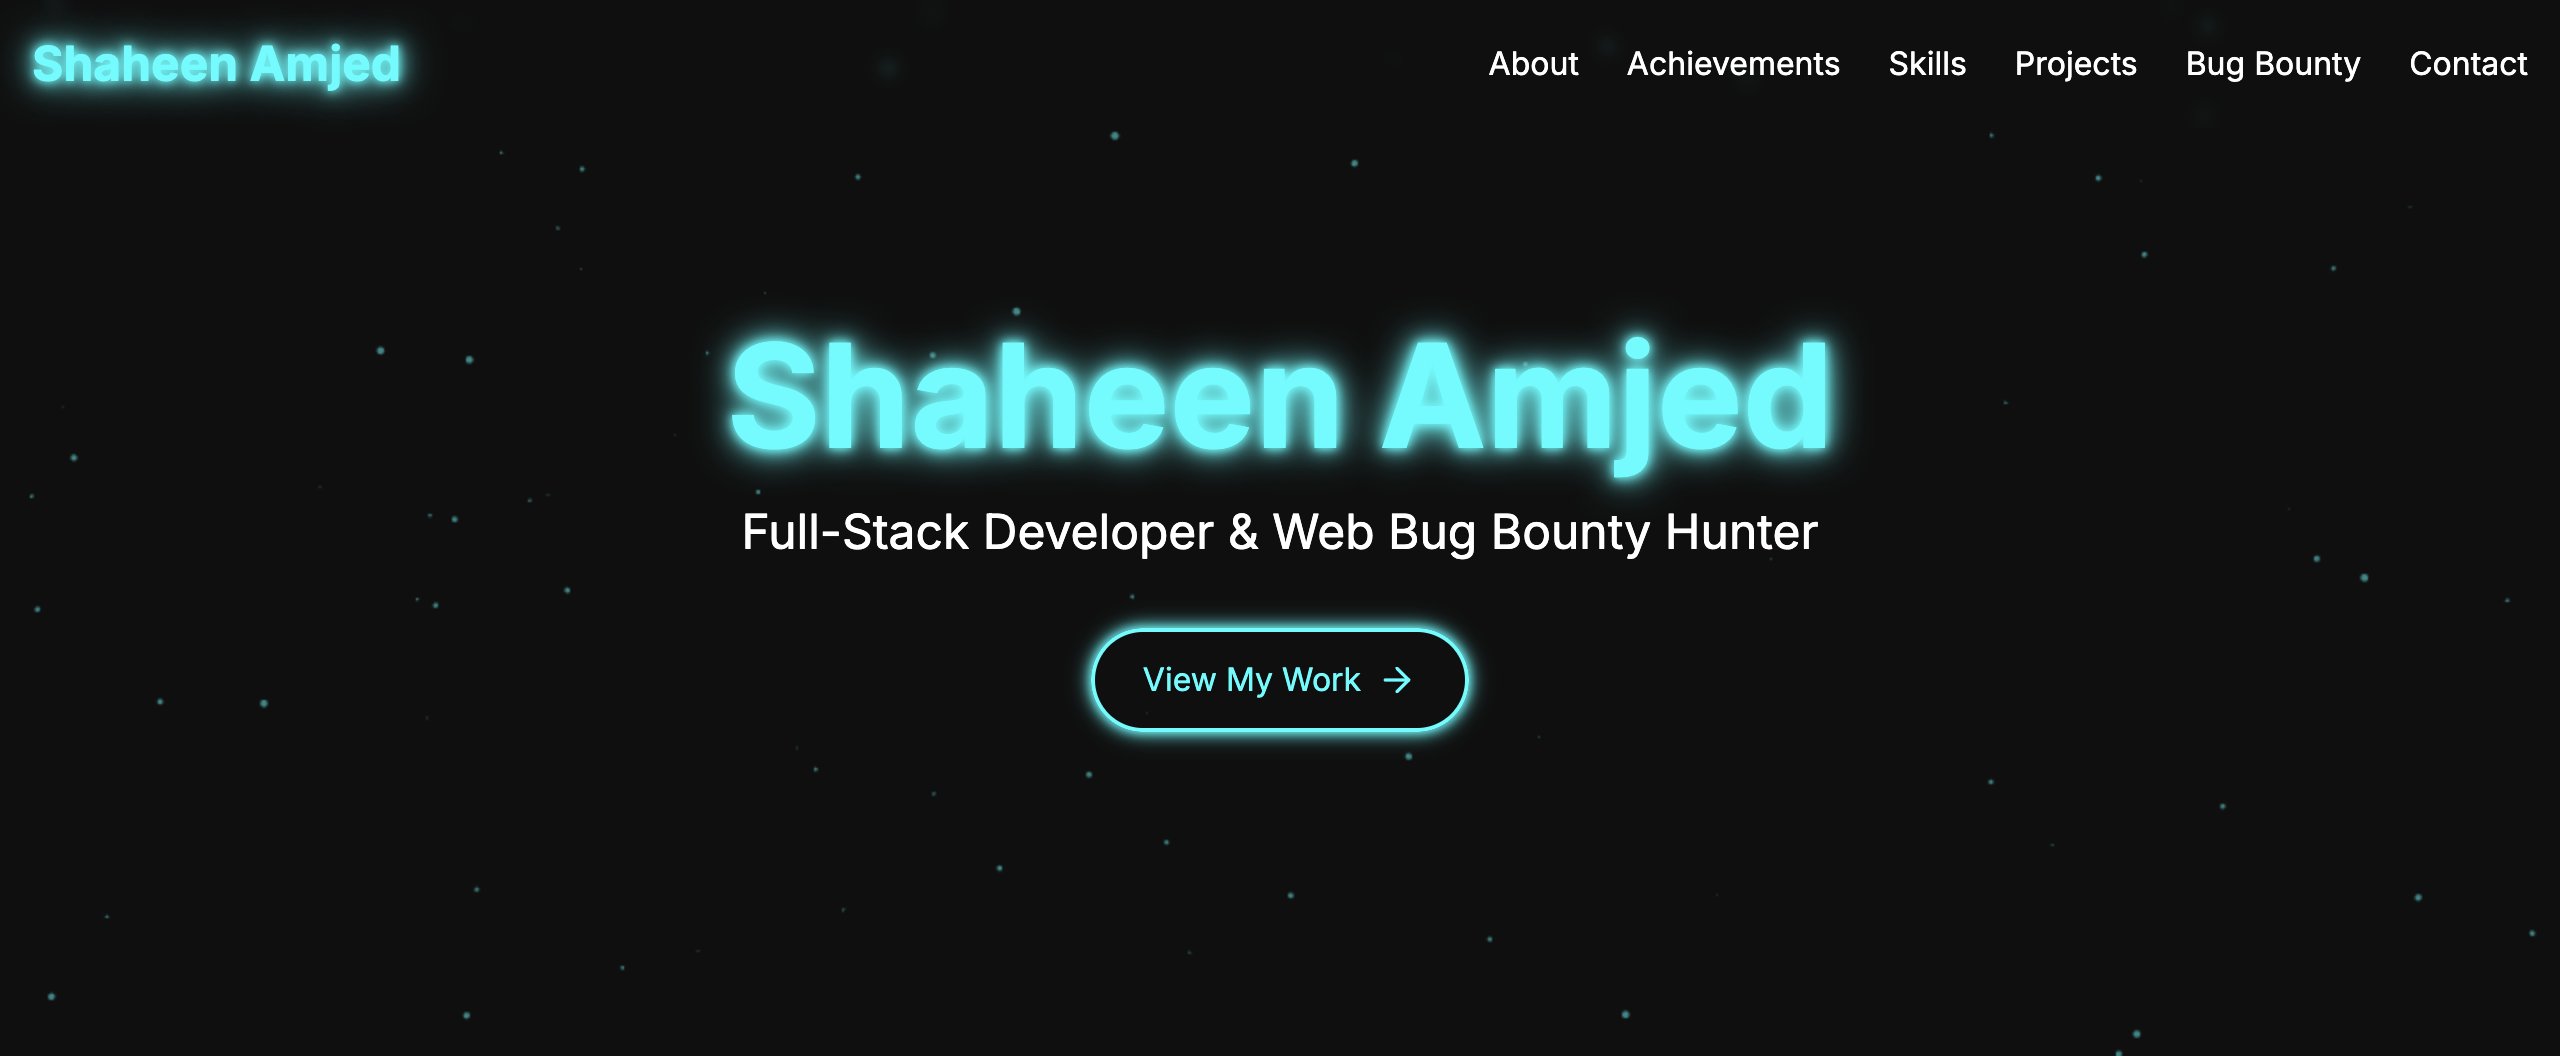 Shaheen Amjed
About Achievements Skills Projects Bug Bounty Contact
Shaheen Amjed
Full-Stack Developer & Web Bug Bounty Hunter
View My Work →